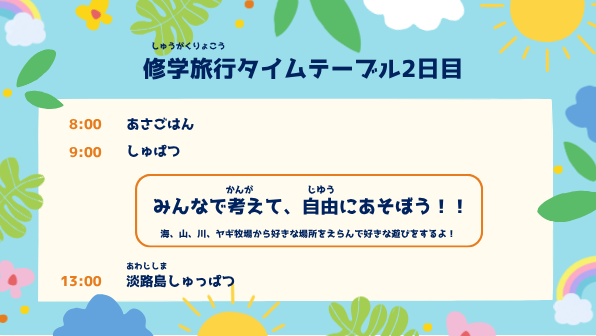 しゅうがくりょこう
修学旅行タイムテーブル2日目
8:00 あさごはん
9:00 しゅぱつ
かんが じゆう
みんなで考えて、自由にあそぼう！！
海、山、川、ヤギ牧場から好きな場所をえらんで好きな遊びをするよ！
あわじしま
13:00 淡路島しゅっぱつ